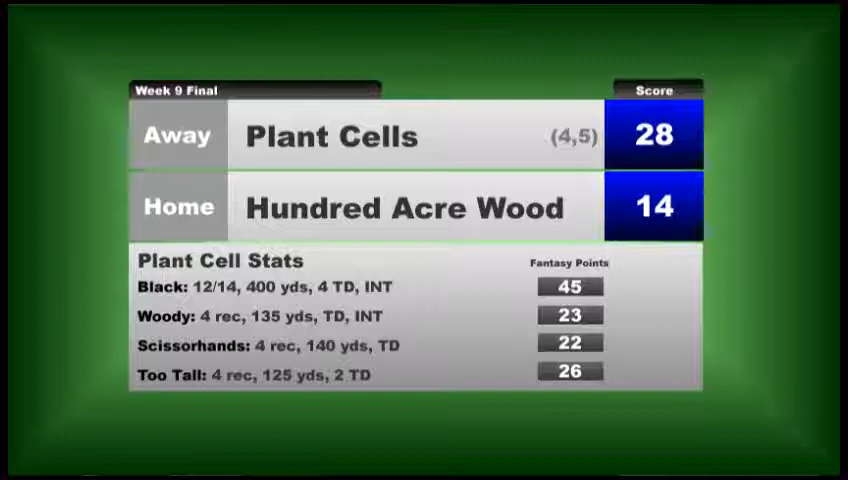 Week 9 Final Score
Away Plant Cells (4,5) 28
Home Hundred Acre Wood 14
Plant Cell Stats Fantasy Points
Black: 12/14, 400 yds, 4 TD, INT 45
Woody: 4 rec, 135 yds, TD, INT 23
Scissorhands: 4 rec, 140 yds, TD 22
Too Tall: 4 rec, 125 yds, 2 TD 26